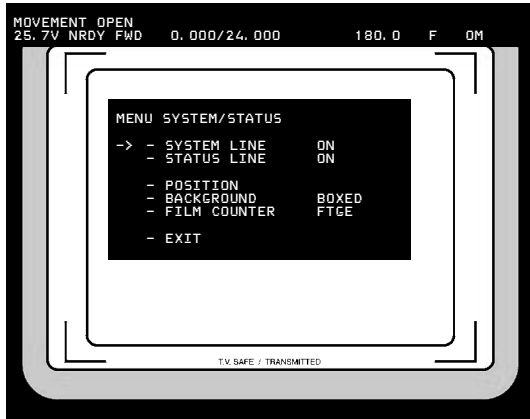 MOVEMENT OPEN
25.7V NRDY FWD 0.000/24.000 180.0 F 0M
MENU SYSTEM/STATUS
-> - SYSTEM LINE ON
- STATUS LINE ON
- POSITION
- BACKGROUND BOXED
- FILM COUNTER FTGE
- EXIT
T.V. SAFE / TRANSMITTED